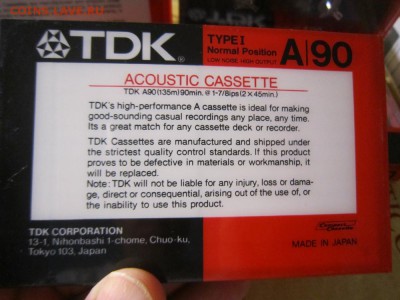 TDK
TYPE I
Normal Position
LOW NOISE HIGH OUTPUT
A|90
ACOUSTIC CASSETTE
TDK A90 (135m) 90min. @ 1-7/8ips (2×45min.)
TDK's high-performance A cassette is ideal for making
good-sounding casual recordings any place, any time.
Its a great match for any cassette deck or recorder.
TDK Cassettes are manufactured and shipped under
the strictest quality control standards. If this product
proves to be defective in materials or workmanship, it
will be replaced.
Note: TDK will not be liable for any injury, loss or dama-
ge, direct or consequential, arising out of the use of, or
the inability to use this product.
TDK CORPORATION
13-1, Nihonbashi 1-chome, Chuo-ku,
Tokyo 103, Japan
MADE IN JAPAN